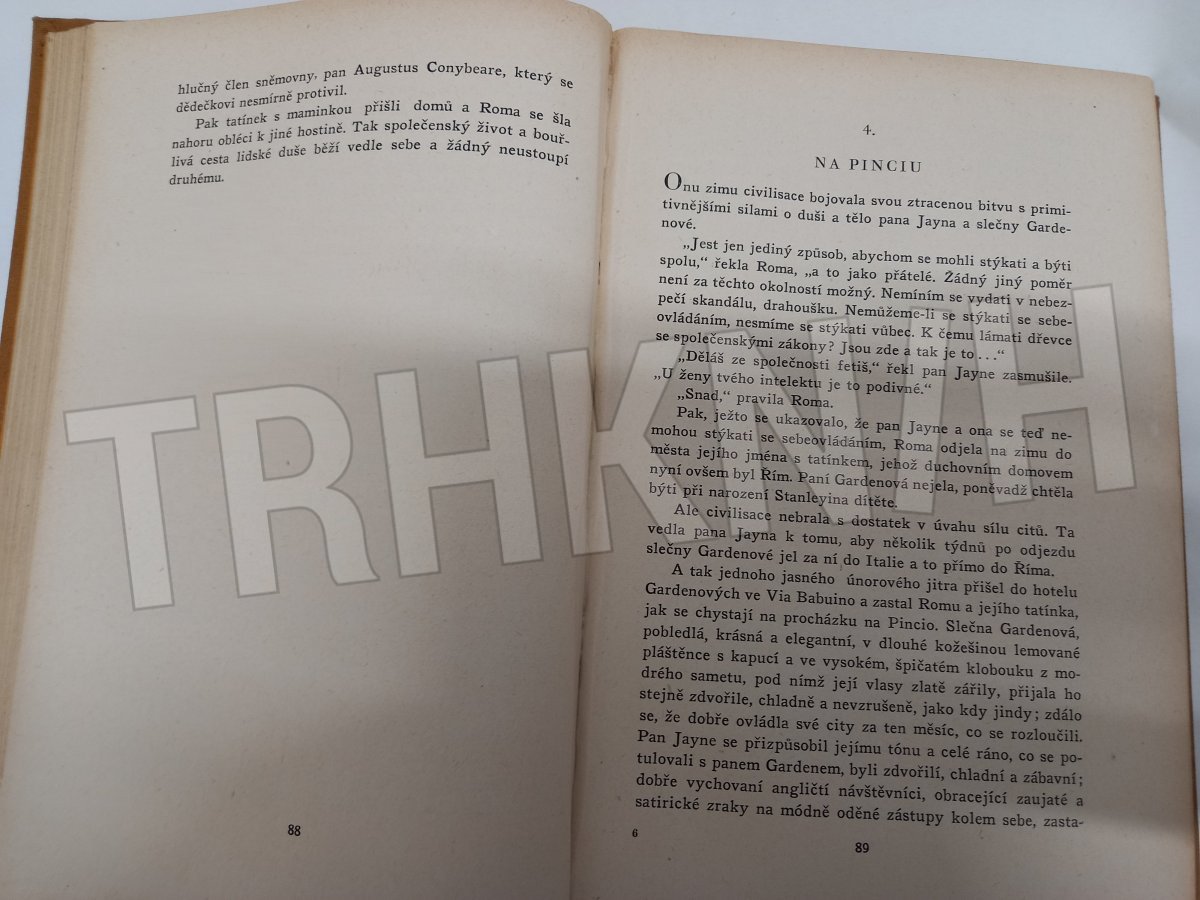 hlučný člen sněmovny, pan Augustus Conybeare, který se
dědečkovi nesmírně protivil.
Pak tatínek s maminkou přišli domů a Roma se šla
nahoru obléci k jiné hostině. Tak společenský život a bouř-
livá cesta lidské duše běží vedle sebe a žádný neustoupí
druhému.
88
4.
NA PINCIU
Onu zimu civilisace bojovala svou ztracenou bitvu s primi-
tivnějšími silami o duši a tělo pana Jayna a slečny Garde-
nové.
„Jest jen jediný způsob, abychom se mohli stýkati a býti
spolu,“ řekla Roma, „a to jako přátelé. Žádný jiný poměr
není za těchto okolností možný. Nemíním se vydati v nebez-
pečí skandálu, drahoušku. Nemůžeme-li se stýkati se sebe-
ovládáním, nesmíme se stýkati vůbec. K čemu lámati dřevce
se společenskými zákony? Jsou zde a tak je to . . .“
„Děláš ze společnosti fetiš,“ řekl pan Jayne zasmušile.
„U ženy tvého intelektu je to podivné.“
„Snad,“ pravila Roma.
Pak, ježto se ukazovalo, že pan Jayne a ona se teď ne-
mohou stýkati se sebeovládáním, Roma odjela na zimu do
města jejího jména s tatínkem, jehož duchovním domovem
nyní ovšem byl Řím. Paní Gardenová nejela, poněvadž chtěla
býti při narození Stanleyina dítěte.
Ale civilisace nebrala s dostatek v úvahu sílu citů. Ta
vedla pana Jayna k tomu, aby několik týdnů po odjezdu
slečny Gardenové jel za ní do Italie a to přímo do Říma.
A tak jednoho jasného únorového jitra přišel do hotelu
Gardenových ve Via Babuino a zastal Romu a jejího tatínka,
jak se chystají na procházku na Pincio. Slečna Gardenová,
pobledlá, krásná a elegantní, v dlouhé kožešinou lemované
pláštěnce s kapucí a ve vysokém, špičatém klobouku z mo-
drého sametu, pod nímž její vlasy zlatě zářily, přijala ho
stejně zdvořile, chladně a nevzrušeně, jako kdy jindy; zdálo
se, že dobře ovládla své city za ten měsíc, co se rozloučili.
Pan Jayne se přizpůsobil jejímu tónu a celé ráno, co se po-
tulovali s panem Gardenem, byli zdvořilí, chladní a zábavní;
dobře vychovaní angličtí návštěvníci, obracející zaujaté a
satirické zraky na módně oděné zástupy kolem sebe, zasta-
6
89
TRHKNIH